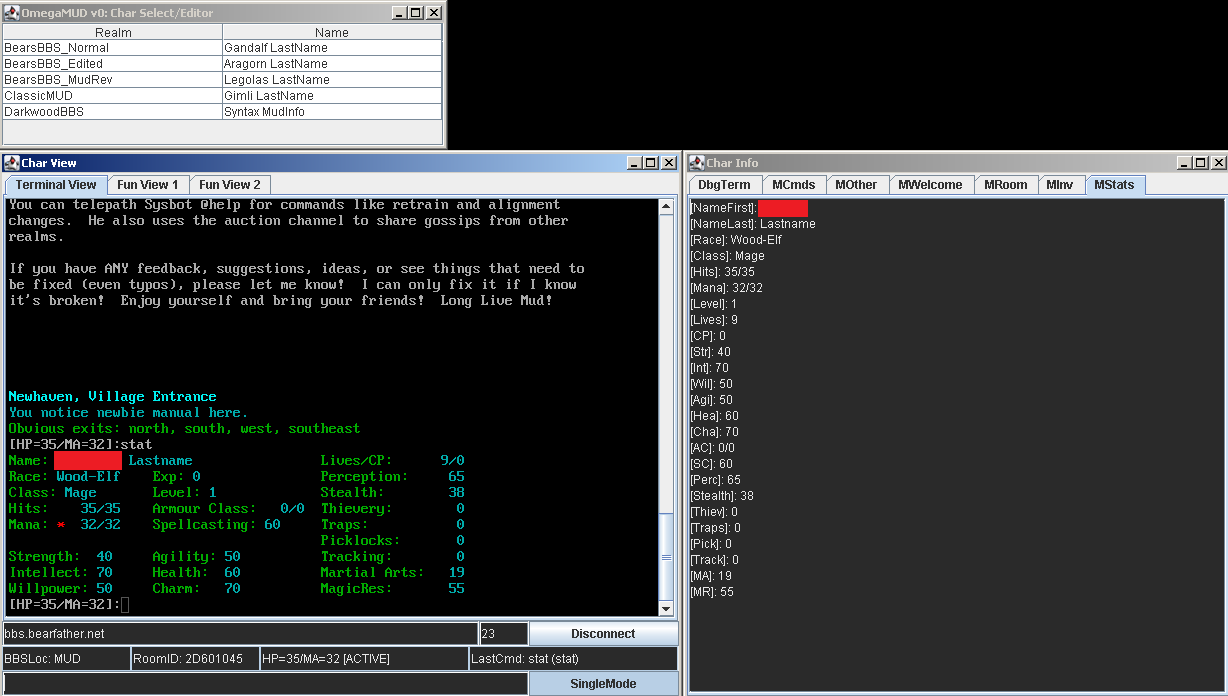 OmegaMUD v0: Char Select/Editor
Realm Name
BearsBBS_Normal Gandalf LastName
BearsBBS_Edited Aragorn LastName
BearsBBS_MudRev Legolas LastName
ClassicMUD Gimli LastName
DarkwoodBBS Syntax MudInfo
Char View
Terminal View Fun View 1 Fun View 2
You can telepath Sysbot @help for commands like retrain and alignment
changes. He also uses the auction channel to share gossips from other
realms.
If you have ANY feedback, suggestions, ideas, or see things that need to
be fixed (even typos), please let me know! I can only fix it if I know
it's broken! Enjoy yourself and bring your friends! Long Live Mud!
Newhaven, Village Entrance
You notice newbie manual here.
Obvious exits: north, south, west, southeast
[HP=35/MA=32]:stat
Name: Lastname Lives/CP: 9/0
Race: Wood-Elf Exp: 0 Perception: 65
Class: Mage Level: 1 Stealth: 38
Hits: 35/35 Armour Class: 0/0 Thievery: 0
Mana: * 32/32 Spellcasting: 60 Traps: 0
Picklocks: 0
Strength: 40 Agility: 50 Tracking: 0
Intellect: 70 Health: 60 Martial Arts: 19
Willpower: 50 Charm: 70 MagicRes: 55
[HP=35/MA=32]:
bbs.bearfather.net 23 Disconnect
BBSLoc: MUD RoomID: 2D601045 HP=35/MA=32 [ACTIVE] LastCmd: stat (stat)
SingleMode
Char Info
DbgTerm MCmds MOther MWelcome MRoom MInv MStats
[NameFirst]:
[NameLast]: Lastname
[Race]: Wood-Elf
[Class]: Mage
[Hits]: 35/35
[Mana]: 32/32
[Level]: 1
[Lives]: 9
[CP]: 0
[Str]: 40
[Int]: 70
[Wil]: 50
[Agi]: 50
[Hea]: 60
[Cha]: 70
[AC]: 0/0
[SC]: 60
[Perc]: 65
[Stealth]: 38
[Thiev]: 0
[Traps]: 0
[Pick]: 0
[Track]: 0
[MA]: 19
[MR]: 55